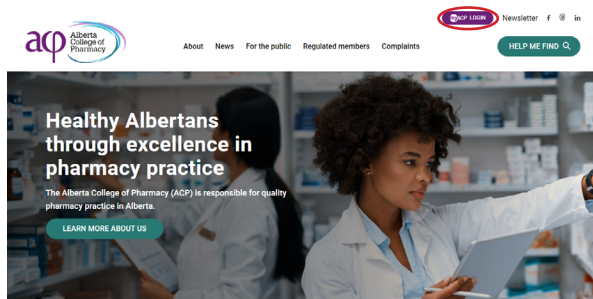 myACP LOGIN
Newsletter
acp
Alberta
College of
Pharmacy
About News For the public Regulated members Complaints
HELP ME FIND
Healthy Albertans
through excellence in
pharmacy practice
The Alberta College of Pharmacy (ACP) is responsible for quality
pharmacy practice in Alberta.
LEARN MORE ABOUT US